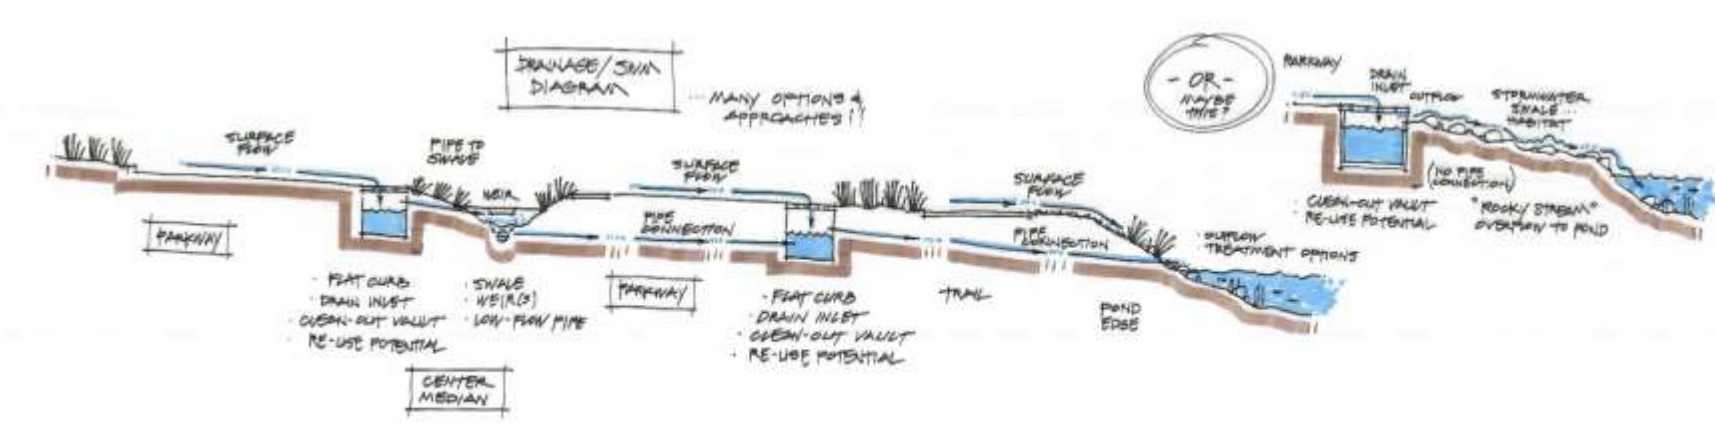 DRAINAGE/SWM
DIAGRAM
...MANY OPTIONS &
APPROACHES!!
- OR -
MAYBE
THIS?
PARKWAY
DRAIN
INLET
OUTFLOW
STORMWATER
SWALE...
HABITAT
(NO PIPE
CONNECTION)
· CLEAN-OUT VAULT
· RE-USE POTENTIAL
"ROCKY STREAM"
OVERFLOW TO POND
SURFACE
FLOW
PIPE TO
SWALE
WEIR
SURFACE
FLOW
PIPE
CONNECTION
SURFACE
FLOW
PIPE
CONNECTION
· OUTFLOW
TREATMENT OPTIONS
PARKWAY
· FLAT CURB
· DRAIN INLET
· CLEAN-OUT VAULT
· RE-USE POTENTIAL
· SWALE
· WEIR(S)
· LOW-FLOW PIPE
CENTER
MEDIAN
PARKWAY
· FLAT CURB
· DRAIN INLET
· CLEAN-OUT VAULT
· RE-USE POTENTIAL
TRAIL
POND
EDGE